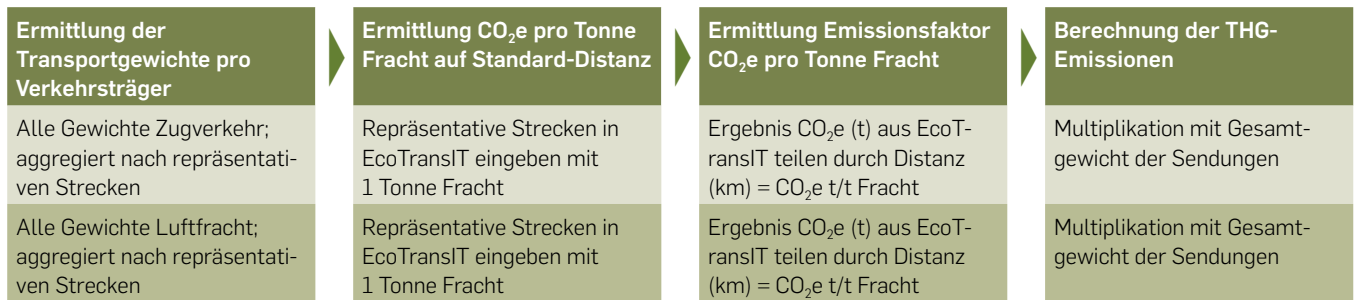 Ermittlung der
Transportgewichte pro
Verkehrsträger
Ermittlung CO₂e pro Tonne
Fracht auf Standard-Distanz
Ermittlung Emissionsfaktor
CO₂e pro Tonne Fracht
Berechnung der THG-
Emissionen
Alle Gewichte Zugverkehr;
aggregiert nach repräsentati-
ven Strecken
Repräsentative Strecken in
EcoTransIT eingeben mit
1 Tonne Fracht
Ergebnis CO₂e (t) aus EcoT-
ransIT teilen durch Distanz
(km) = CO₂e t/t Fracht
Multiplikation mit Gesamt-
gewicht der Sendungen
Alle Gewichte Luftfracht;
aggregiert nach repräsentati-
ven Strecken
Repräsentative Strecken in
EcoTransIT eingeben mit
1 Tonne Fracht
Ergebnis CO₂e (t) aus EcoT-
ransIT teilen durch Distanz
(km) = CO₂e t/t Fracht
Multiplikation mit Gesamt-
gewicht der Sendungen